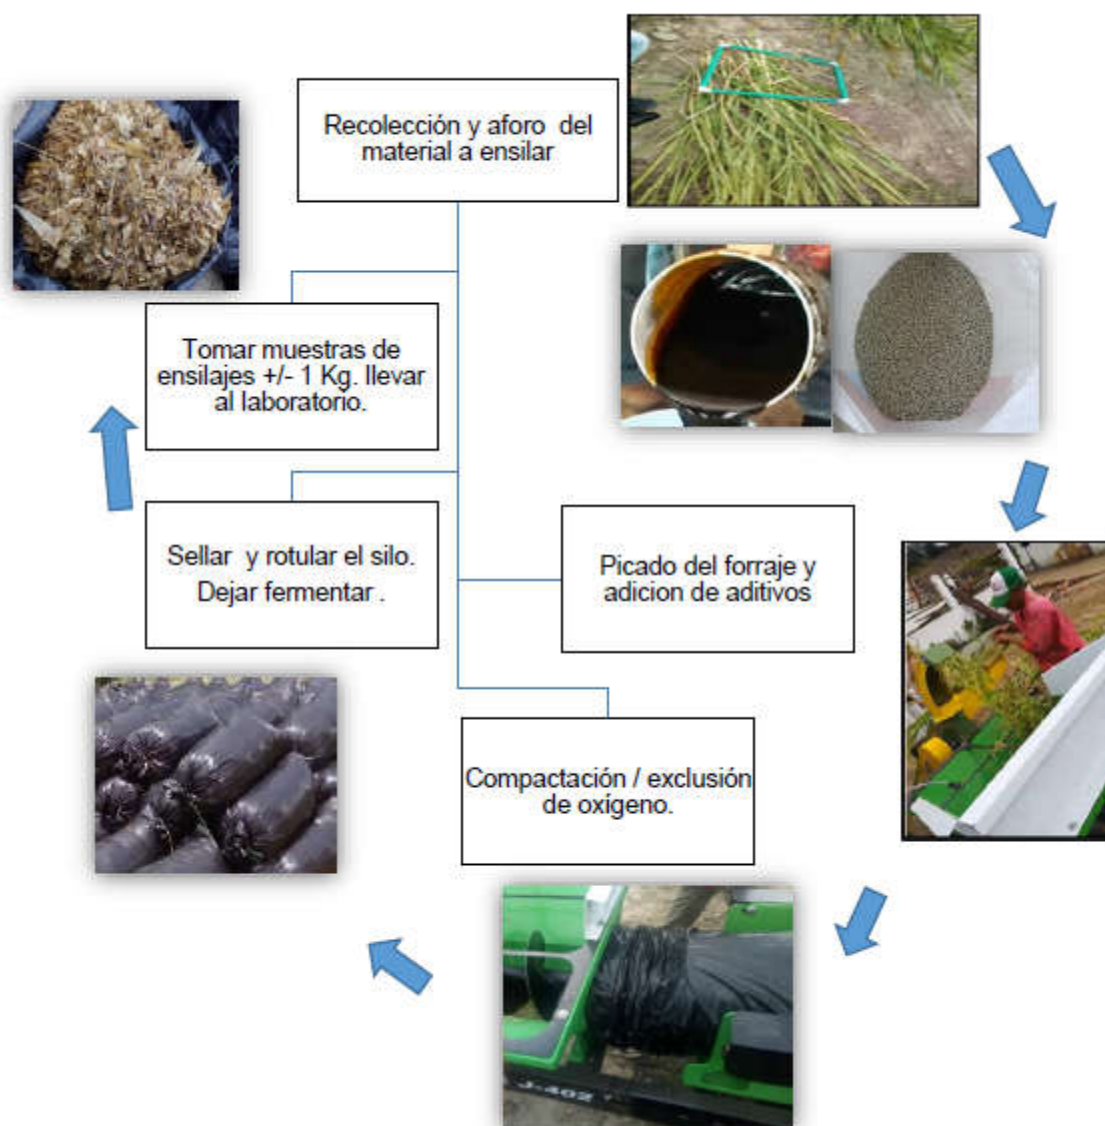 Recolección y aforo del
material a ensilar
Tomar muestras de
ensilajes +/- 1 Kg. llevar
al laboratorio.
Sellar y rotular el silo.
Dejar fermentar .
Picado del forraje y
adicion de aditivos
Compactación / exclusión
de oxígeno.
J-402